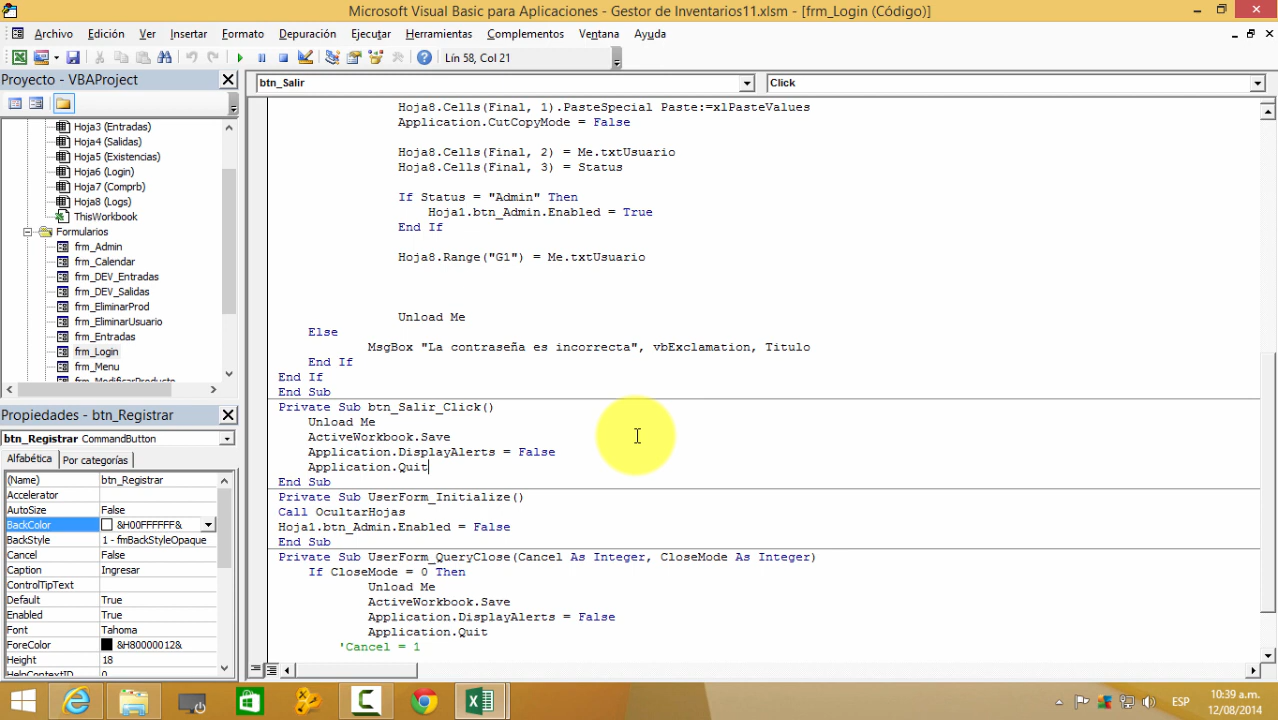 Microsoft Visual Basic para Aplicaciones - Gestor de Inventarios11.xlsm - [frm_Login (Código)]
Archivo Edición Ver Insertar Formato Depuración Ejecutar Herramientas Complementos Ventana Ayuda
Lín 58, Col 21
Proyecto - VBAProject
Hoja3 (Entradas)
Hoja4 (Salidas)
Hoja5 (Existencias)
Hoja6 (Login)
Hoja7 (Comprb)
Hoja8 (Logs)
ThisWorkbook
Formularios
frm_Admin
frm_Calendar
frm_DEV_Entradas
frm_DEV_Salidas
frm_EliminarProd
frm_EliminarUsuario
frm_Entradas
frm_Login
frm_Menu
frm_ModificarProducto
Propiedades - btn_Registrar
btn_Registrar CommandButton
Alfabética Por categorías
(Name) btn_Registrar
Accelerator
AutoSize False
BackColor &H00FFFFFF&
BackStyle 1 - fmBackStyleOpaque
Cancel False
Caption Ingresar
ControlTipText
Default True
Enabled True
Font Tahoma
ForeColor &H80000012&
Height 18
HelpContextID 0
btn_Salir Click
Hoja8.Cells(Final, 1).PasteSpecial Paste:=xlPasteValues
Application.CutCopyMode = False
Hoja8.Cells(Final, 2) = Me.txtUsuario
Hoja8.Cells(Final, 3) = Status
If Status = "Admin" Then
Hoja1.btn_Admin.Enabled = True
End If
Hoja8.Range("G1") = Me.txtUsuario
Unload Me
Else
MsgBox "La contraseña es incorrecta", vbExclamation, Titulo
End If
End If
End Sub
Private Sub btn_Salir_Click()
Unload Me
ActiveWorkbook.Save
Application.DisplayAlerts = False
Application.Quit
End Sub
Private Sub UserForm_Initialize()
Call OcultarHojas
Hoja1.btn_Admin.Enabled = False
End Sub
Private Sub UserForm_QueryClose(Cancel As Integer, CloseMode As Integer)
If CloseMode = 0 Then
Unload Me
ActiveWorkbook.Save
Application.DisplayAlerts = False
Application.Quit
'Cancel = 1
ESP
10:39 a.m.
12/08/2014